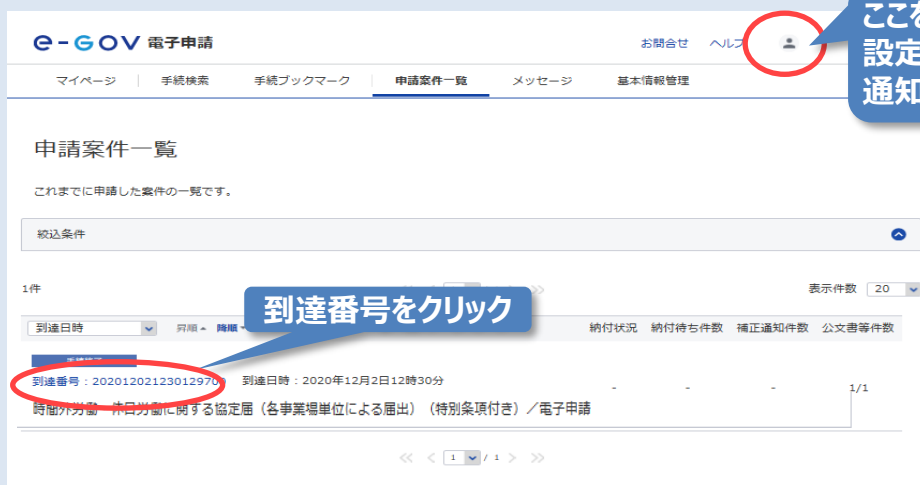 ここを
設定
通知
e-GOV 電子申請
お問合せ ヘルプ
マイページ 手続検索 手続ブックマーク 申請案件一覧 メッセージ 基本情報管理
申請案件一覧
これまでに申請した案件の一覧です。
絞込条件
1件
表示件数 20
到達番号をクリック
到達日時 昇順 降順
納付状況 納付待ち件数 補正通知件数 公文書等件数
到達番号：20201202123012970 到達日時：2020年12月2日12時30分
- - - 1/1
時間外労働 休日労働に関する協定届（各事業場単位による届出）（特別条項付き）／電子申請
<< < 1 / 1 > >>